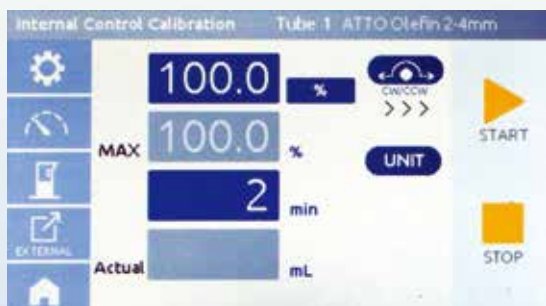 Internal Control Calibration Tube 1 ATTO Olefin 2-4mm
100.0 %
CW/CCW
>>>
START
MAX 100.0 %
UNIT
2 min
EXTERNAL
STOP
Actual mL